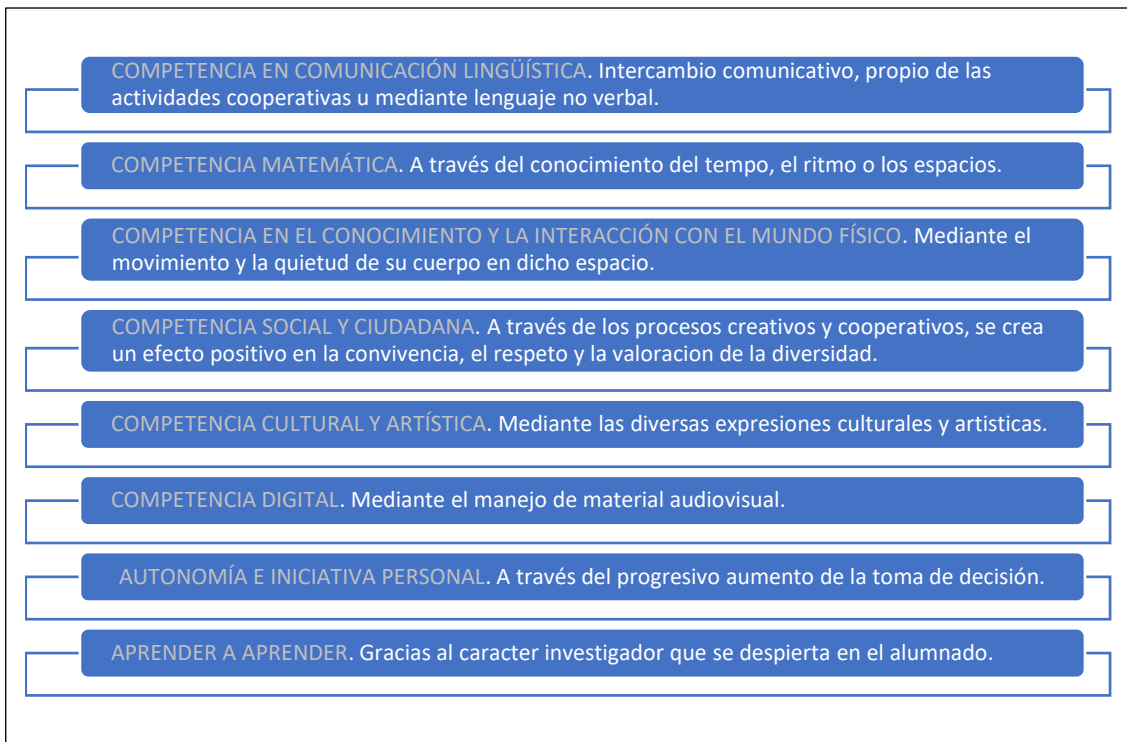 COMPETENCIA EN COMUNICACIÓN LINGÜÍSTICA. Intercambio comunicativo, propio de las
actividades cooperativas u mediante lenguaje no verbal.
COMPETENCIA MATEMÁTICA. A través del conocimiento del tempo, el ritmo o los espacios.
COMPETENCIA EN EL CONOCIMIENTO Y LA INTERACCIÓN CON EL MUNDO FÍSICO. Mediante el
movimiento y la quietud de su cuerpo en dicho espacio.
COMPETENCIA SOCIAL Y CIUDADANA. A través de los procesos creativos y cooperativos, se crea
un efecto positivo en la convivencia, el respeto y la valoracion de la diversidad.
COMPETENCIA CULTURAL Y ARTÍSTICA. Mediante las diversas expresiones culturales y artisticas.
COMPETENCIA DIGITAL. Mediante el manejo de material audiovisual.
AUTONOMÍA E INICIATIVA PERSONAL. A través del progresivo aumento de la toma de decisión.
APRENDER A APRENDER. Gracias al caracter investigador que se despierta en el alumnado.